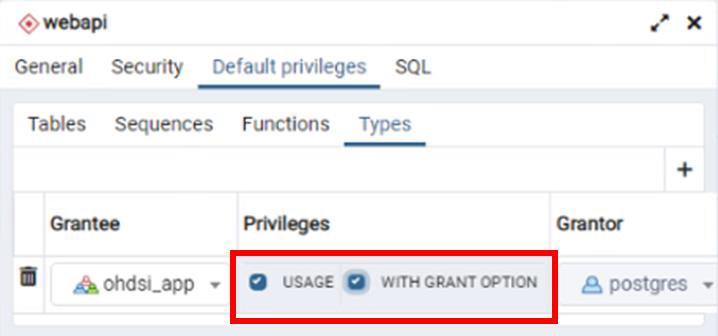 webapi
General Security Default privileges SQL
Tables Sequences Functions Types
+
Grantee Privileges Grantor
ohdsi_app USAGE WITH GRANT OPTION postgres